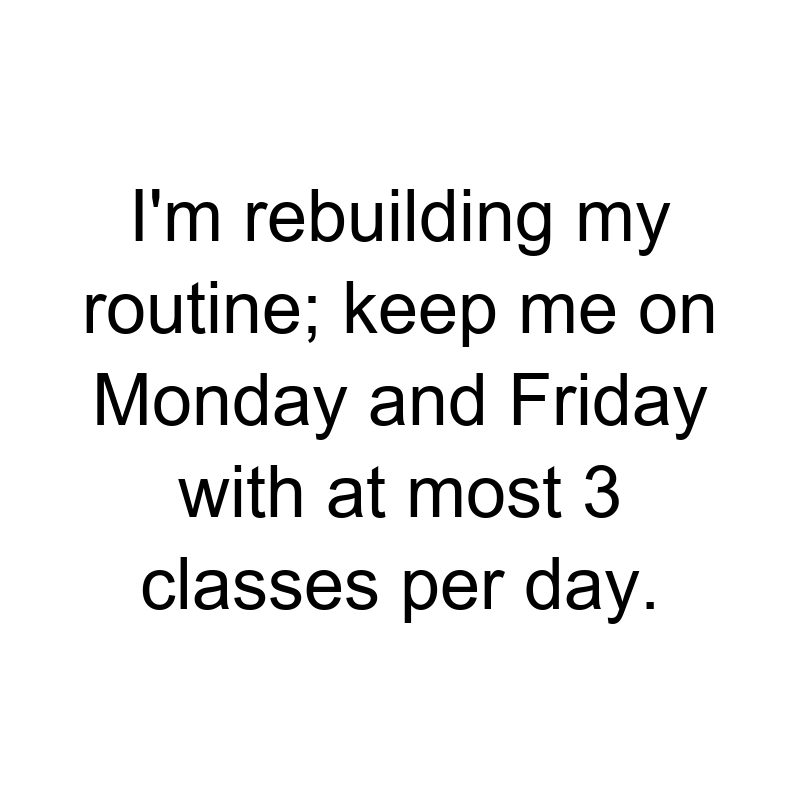 I'm rebuilding my
routine; keep me on
Monday and Friday
with at most 3
classes per day.